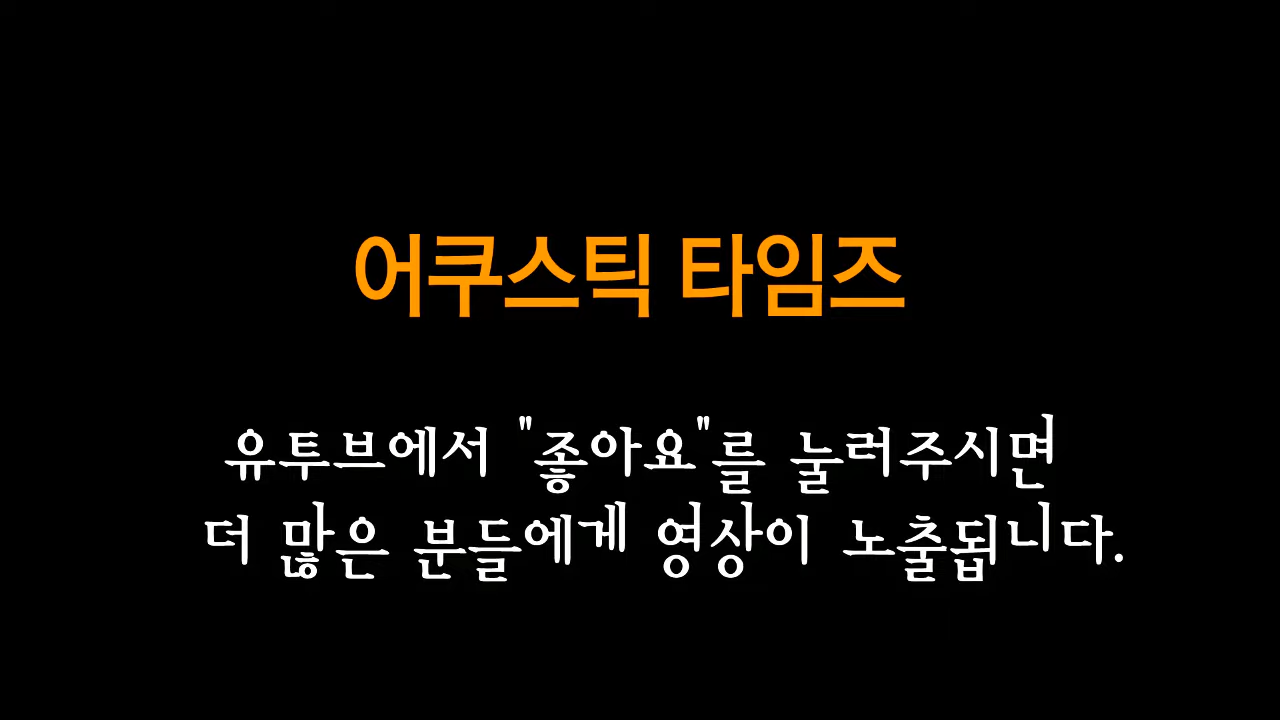 어쿠스틱 타임즈
유투브에서 "좋아요"를 눌러주시면
더 많은 분들에게 영상이 노출됩니다.